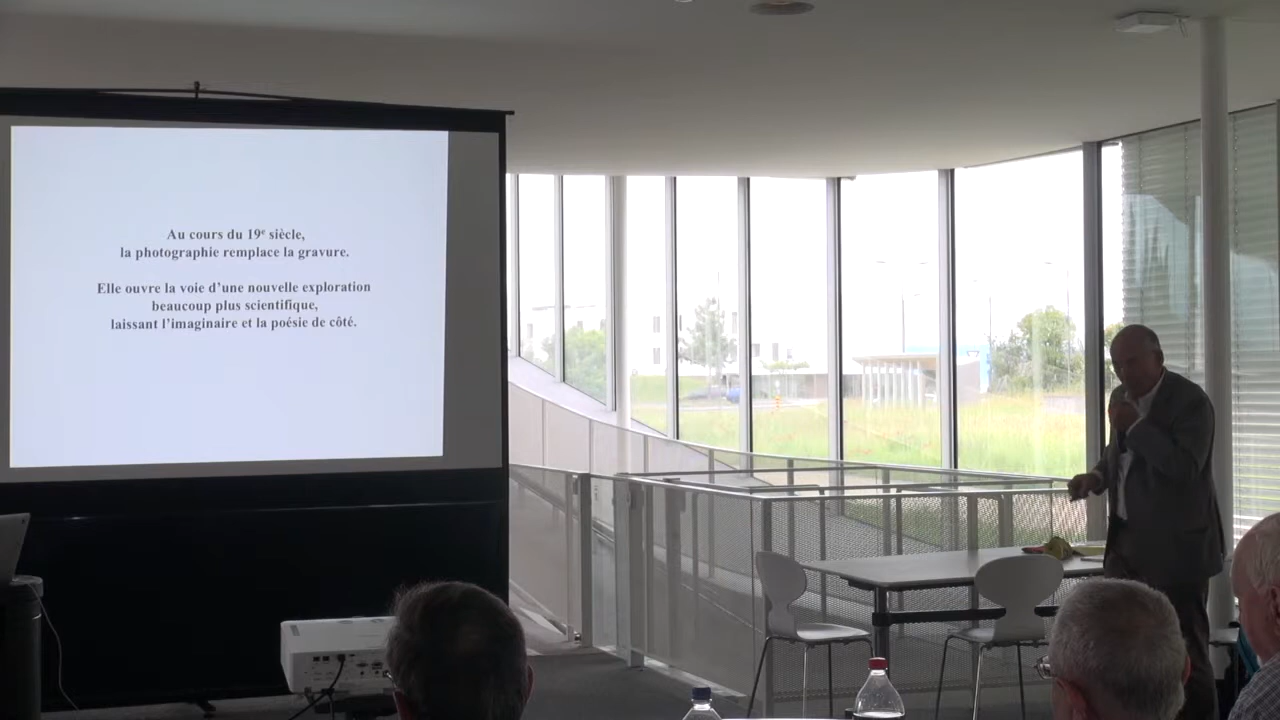 Au cours du 19e siècle,
la photographie remplace la gravure.
Elle ouvre la voie d'une nouvelle exploration
beaucoup plus scientifique,
laissant l'imaginaire et la poésie de côté.